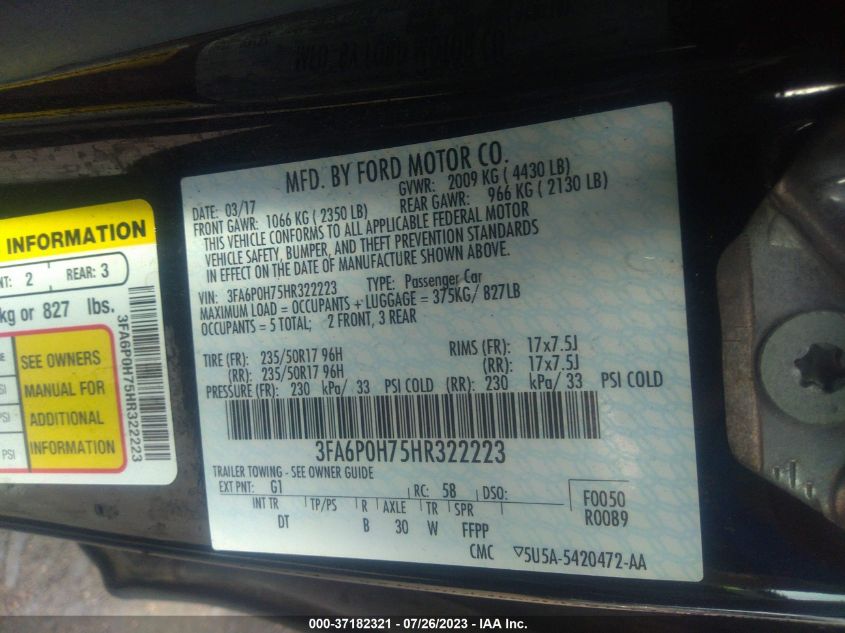 MFD. BY FORD MOTOR CO.
DATE: 03/17 GVWR: 2009 KG ( 4430 LB)
FRONT GAWR: 1066 KG ( 2350 LB) REAR GAWR: 966 KG ( 2130 LB)
THIS VEHICLE CONFORMS TO ALL APPLICABLE FEDERAL MOTOR
VEHICLE SAFETY, BUMPER, AND THEFT PREVENTION STANDARDS
IN EFFECT ON THE DATE OF MANUFACTURE SHOWN ABOVE.
VIN: 3FA6P0H75HR322223 TYPE: Passenger Car
MAXIMUM LOAD = OCCUPANTS + LUGGAGE = 375KG/ 827LB
OCCUPANTS = 5 TOTAL; 2 FRONT, 3 REAR
TIRE (FR): 235/50R17 96H RIMS (FR): 17x7.5J
(RR): 235/50R17 96H (RR): 17x7.5J
PRESSURE (FR): 230 kPa/ 33 PSI COLD (RR): 230 kPa/ 33 PSI COLD
3FA6P0H75HR322223
TRAILER TOWING - SEE OWNER GUIDE
EXT PNT: G1 RC: 58 DSO:
INT TR TP/PS R AXLE TR SPR
DT B 30 W FFPP
F0050
R0089
CMC ▽5U5A-5420472-AA
INFORMATION
2 REAR: 3
kg or 827 lbs.
SEE OWNERS
MANUAL FOR
ADDITIONAL
INFORMATION
PSI
PSI
3FA6P0H75HR322223
000-37182321 / 07/26/2023 - IAA Inc.